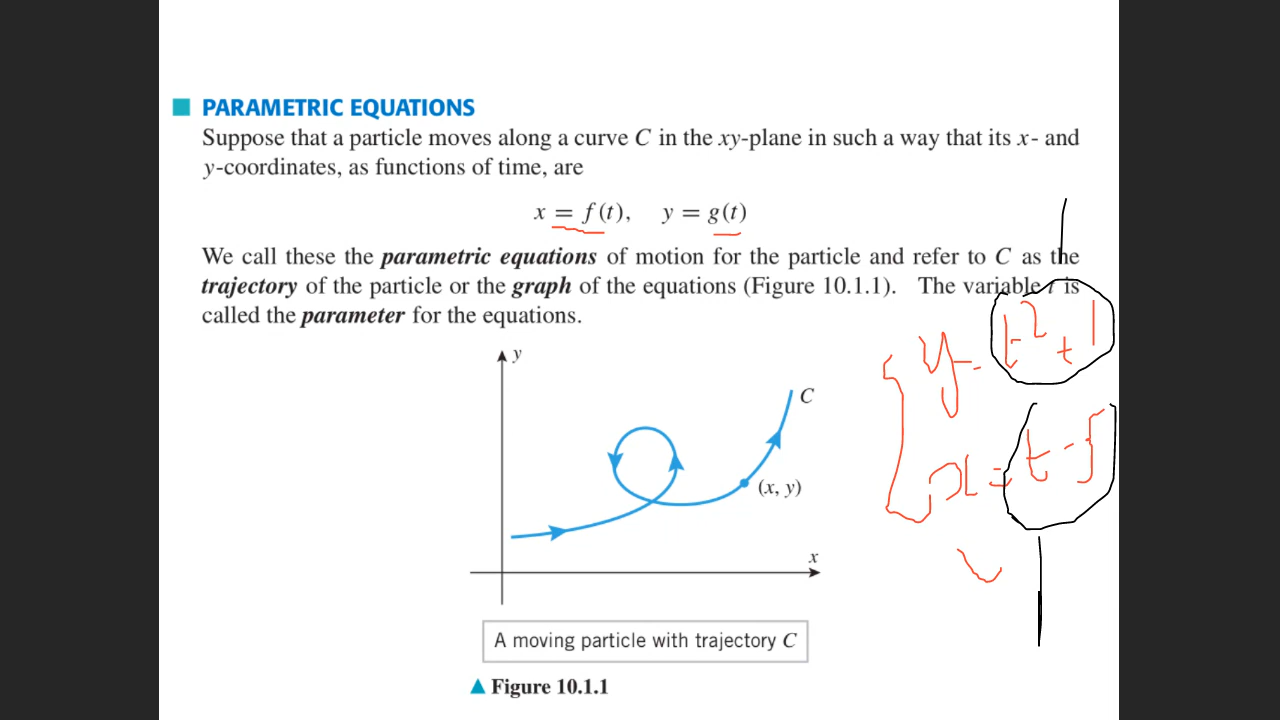 PARAMETRIC EQUATIONS
Suppose that a particle moves along a curve C in the xy-plane in such a way that its x- and
y-coordinates, as functions of time, are
x = f(t), y = g(t)
We call these the parametric equations of motion for the particle and refer to C as the
trajectory of the particle or the graph of the equations (Figure 10.1.1). The variable t is
called the parameter for the equations.
y
C
(x, y)
x
A moving particle with trajectory C
▲ Figure 10.1.1
y = t² + 1
x = t -